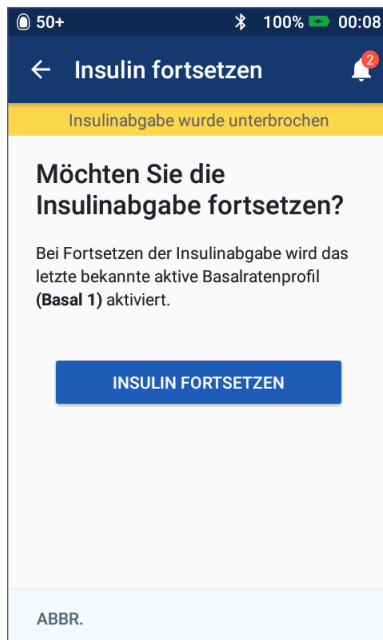 50+ 100% 00:08
Insulin fortsetzen 2
Insulinabgabe wurde unterbrochen
Möchten Sie die
Insulinabgabe fortsetzen?
Bei Fortsetzen der Insulinabgabe wird das
letzte bekannte aktive Basalratenprofil
(Basal 1) aktiviert.
INSULIN FORTSETZEN
ABBR.